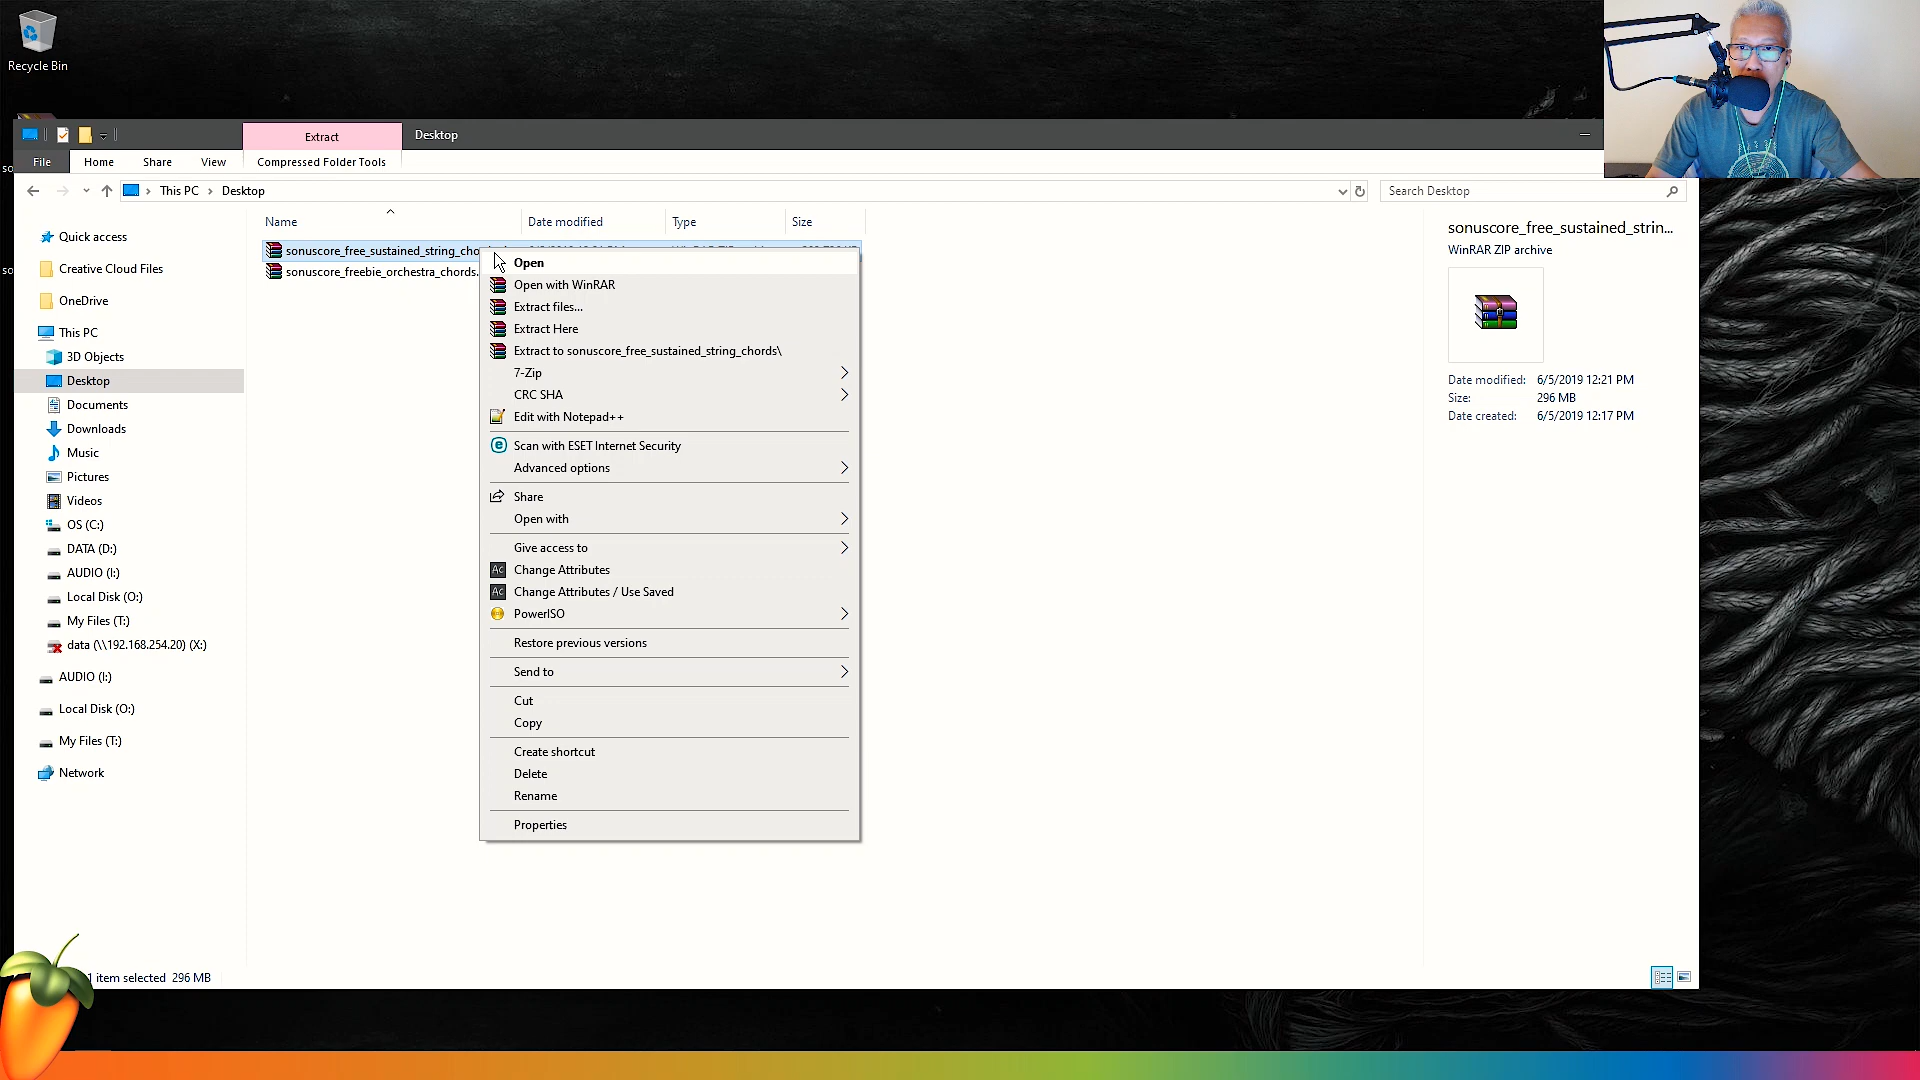 Recycle Bin
Extract
Desktop
File
Home
Share
View
Compressed Folder Tools
This PC
Desktop
Search Desktop
Name
Date modified
Type
Size
Quick access
Creative Cloud Files
OneDrive
This PC
3D Objects
Desktop
Documents
Downloads
Music
Pictures
Videos
OS (C:)
DATA (D:)
AUDIO (I:)
Local Disk (O:)
My Files (T:)
data (\\192.168.254.20) (X:)
AUDIO (I:)
Local Disk (O:)
My Files (T:)
Network
sonuscore_free_sustained_string_cho
sonuscore_freebie_orchestra_chords.
Open
Open with WinRAR
Extract files...
Extract Here
Extract to sonuscore_free_sustained_string_chords\
7-Zip
CRC SHA
Edit with Notepad++
Scan with ESET Internet Security
Advanced options
Share
Open with
Give access to
Ac Change Attributes
Ac Change Attributes / Use Saved
PowerISO
Restore previous versions
Send to
Cut
Copy
Create shortcut
Delete
Rename
Properties
sonuscore_free_sustained_strin...
WinRAR ZIP archive
Date modified: 6/5/2019 12:21 PM
Size: 296 MB
Date created: 6/5/2019 12:17 PM
1 item selected 296 MB